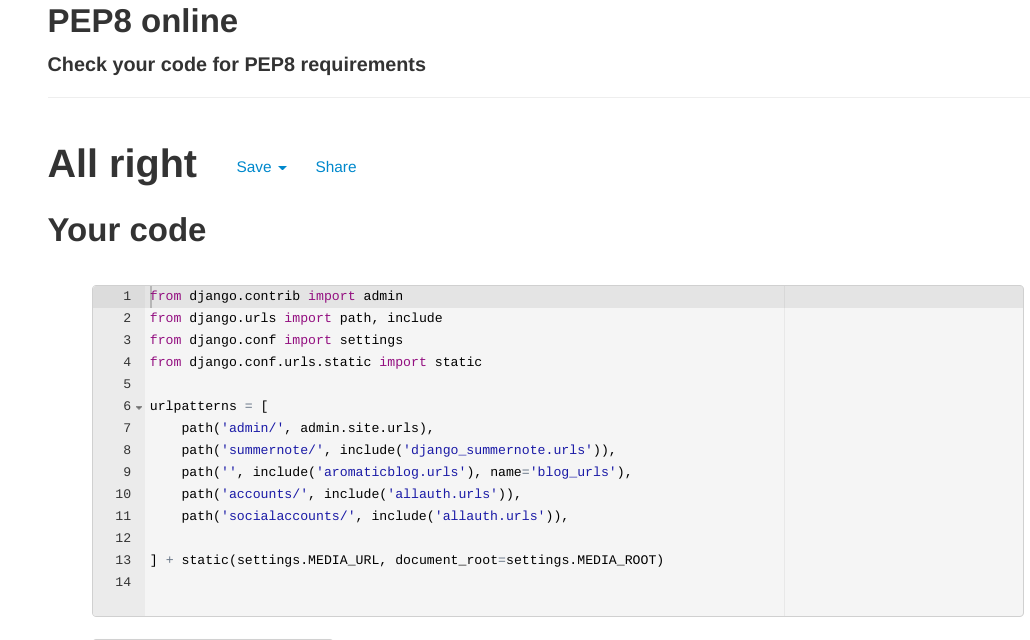 PEP8 online
Check your code for PEP8 requirements
All right Save Share
Your code
1 from django.contrib import admin
2 from django.urls import path, include
3 from django.conf import settings
4 from django.conf.urls.static import static
5
6 urlpatterns = [
7     path('admin/', admin.site.urls),
8     path('summernote/', include('django_summernote.urls')),
9     path('', include('aromaticblog.urls'), name='blog_urls'),
10     path('accounts/', include('allauth.urls')),
11     path('socialaccounts/', include('allauth.urls')),
12
13 ] + static(settings.MEDIA_URL, document_root=settings.MEDIA_ROOT)
14